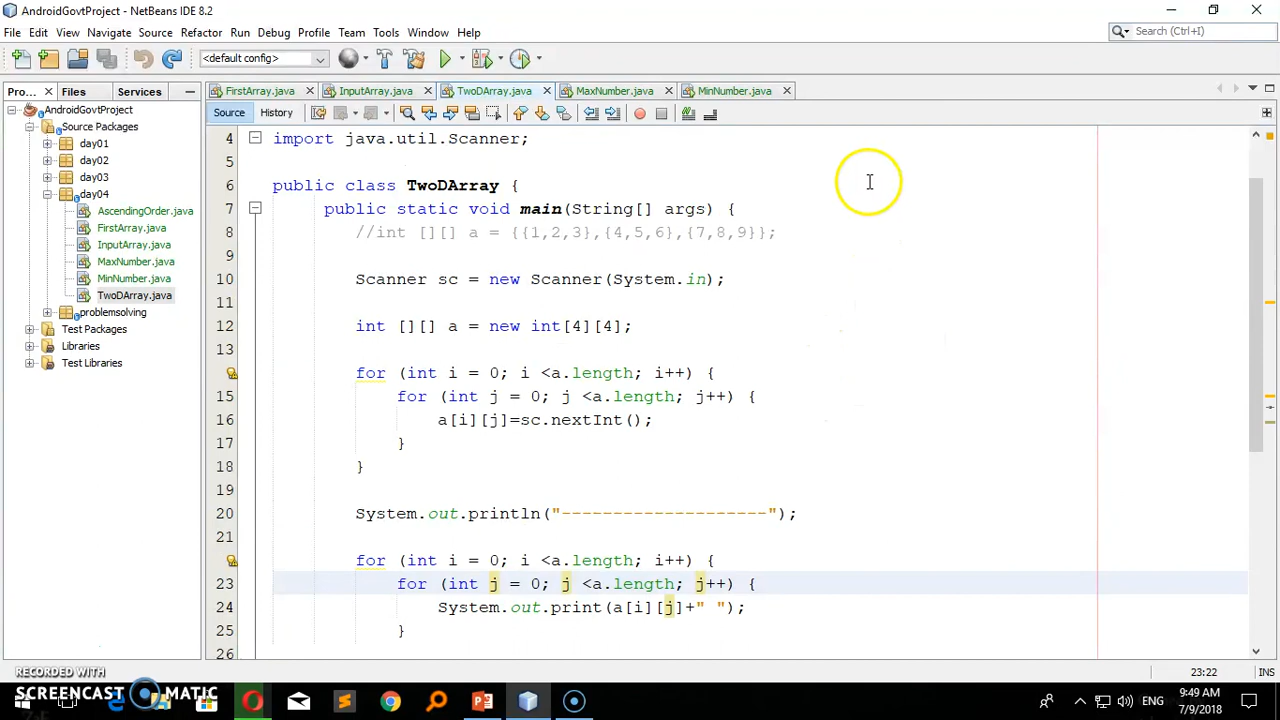 AndroidGovtProject - NetBeans IDE 8.2
File Edit View Navigate Source Refactor Run Debug Profile Team Tools Window Help
Search (Ctrl+I)
<default config>
Pro... Files Services
FirstArray.java InputArray.java TwoDArray.java MaxNumber.java MinNumber.java
Source History
AndroidGovtProject
Source Packages
day01
day02
day03
day04
AscendingOrder.java
FirstArray.java
InputArray.java
MaxNumber.java
MinNumber.java
TwoDArray.java
problemsolving
Test Packages
Libraries
Test Libraries
4 import java.util.Scanner;
5
6 public class TwoDArray {
7 public static void main(String[] args) {
8 //int [][] a = {{1,2,3},{4,5,6},{7,8,9}};
9
10 Scanner sc = new Scanner(System.in);
11
12 int [][] a = new int[4][4];
13
for (int i = 0; i <a.length; i++) {
15 for (int j = 0; j <a.length; j++) {
16 a[i][j]=sc.nextInt();
17 }
18 }
19
20 System.out.println("--------------------");
21
for (int i = 0; i <a.length; i++) {
23 for (int j = 0; j <a.length; j++) {
24 System.out.print(a[i][j]+" ");
25 }
26
23:22 INS
RECORDED WITH
SCREENCAST MATIC
ENG
9:49 AM
7/9/2018